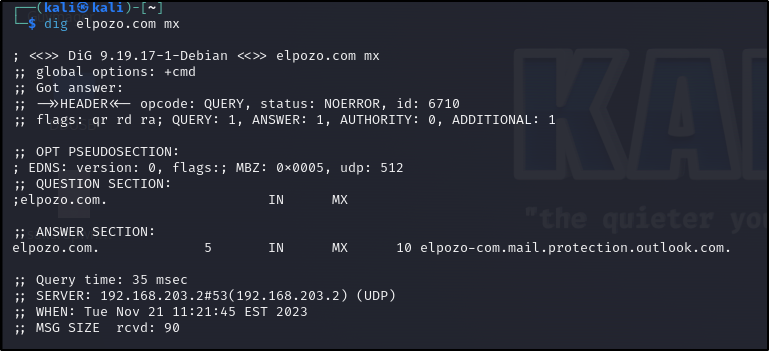 ┌──(kali㉿kali)-[~]
└─$ dig elpozo.com mx
; <<>> DiG 9.19.17-1-Debian <<>> elpozo.com mx
;; global options: +cmd
;; Got answer:
;; ->>HEADER<<- opcode: QUERY, status: NOERROR, id: 6710
;; flags: qr rd ra; QUERY: 1, ANSWER: 1, AUTHORITY: 0, ADDITIONAL: 1
;; OPT PSEUDOSECTION:
; EDNS: version: 0, flags:; MBZ: 0×0005, udp: 512
;; QUESTION SECTION:
;elpozo.com. IN MX
;; ANSWER SECTION:
elpozo.com. 5 IN MX 10 elpozo-com.mail.protection.outlook.com.
;; Query time: 35 msec
;; SERVER: 192.168.203.2#53(192.168.203.2) (UDP)
;; WHEN: Tue Nov 21 11:21:45 EST 2023
;; MSG SIZE rcvd: 90
KA
"the quieter yo